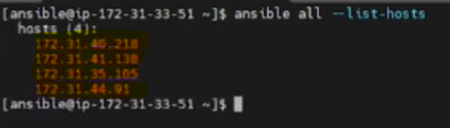 [ansible@ip-172-31-33-51 ~]$ ansible all --list-hosts
hosts (4):
172.31.40.218
172.31.41.138
172.31.35.105
172.31.44.91
[ansible@ip-172-31-33-51 ~]$